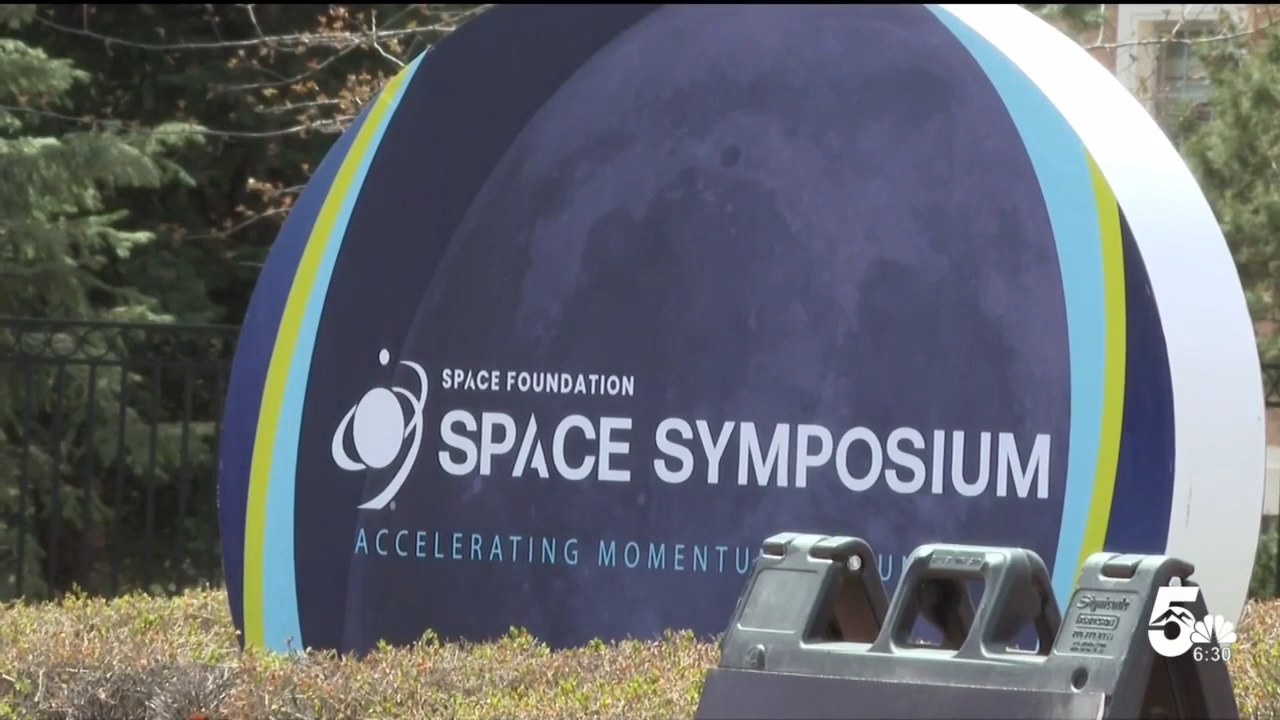 SPACE FOUNDATION
SPACE SYMPOSIUM
®
ACCELERATING MOMENTU
5
6:30